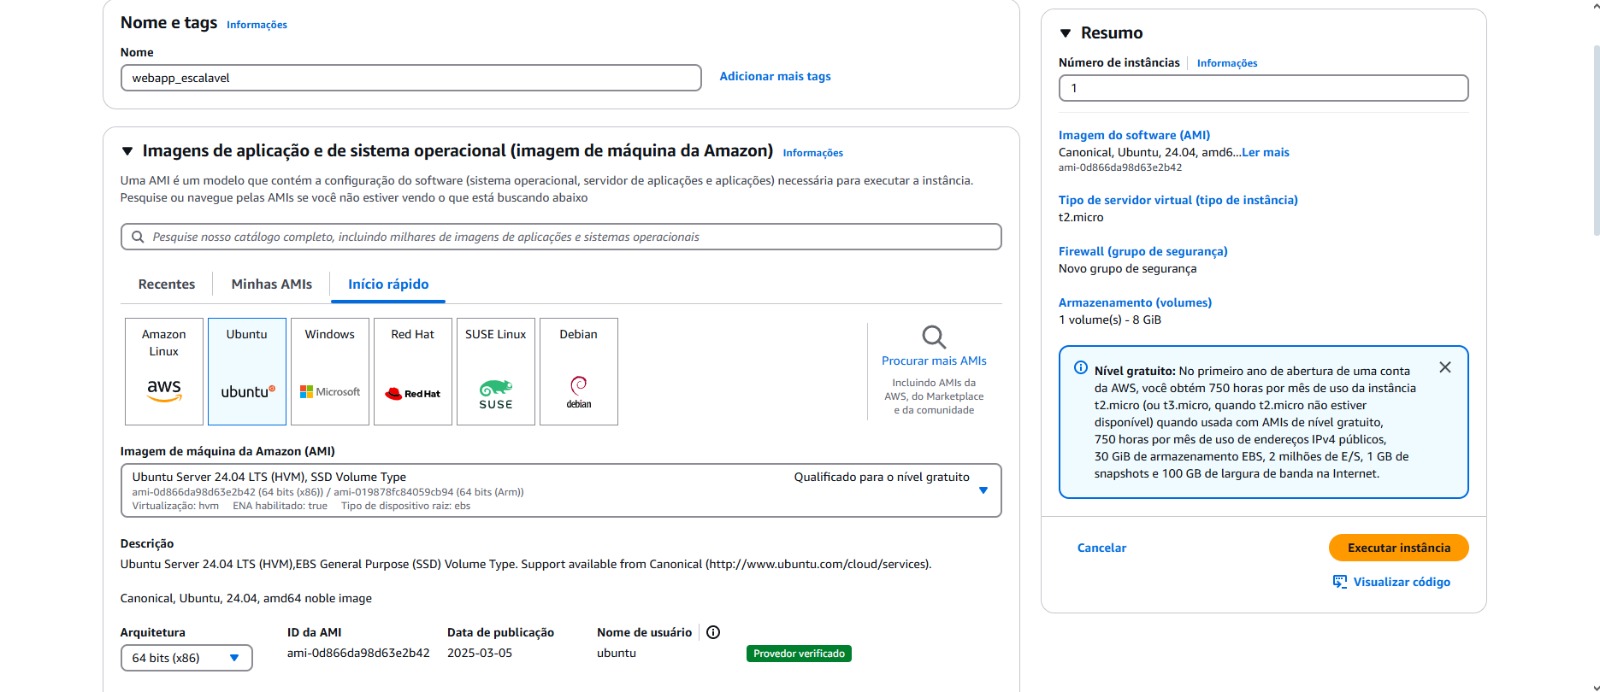 Nome e tags Informações
Nome
webapp_escalavel
Adicionar mais tags
Imagens de aplicação e de sistema operacional (imagem de máquina da Amazon) Informações
Uma AMI é um modelo que contém a configuração do software (sistema operacional, servidor de aplicações e aplicações) necessária para executar a instância.
Pesquise ou navegue pelas AMIs se você não estiver vendo o que está buscando abaixo
Pesquise nosso catálogo completo, incluindo milhares de imagens de aplicações e sistemas operacionais
Recentes
Minhas AMIs
Início rápido
Amazon
Linux
aws
Ubuntu
ubuntu
Windows
Microsoft
Red Hat
Red Hat
SUSE Linux
SUSE
Debian
debian
Procurar mais AMIs
Incluindo AMIs da
AWS, do Marketplace
e da comunidade
Imagem de máquina da Amazon (AMI)
Ubuntu Server 24.04 LTS (HVM), SSD Volume Type
Qualificado para o nível gratuito
ami-0d866da98d63e2b42 (64 bits (x86)) / ami-019878fc84059cb94 (64 bits (Arm))
Virtualização: hvm ENA habilitado: true Tipo de dispositivo raiz: ebs
Descrição
Ubuntu Server 24.04 LTS (HVM),EBS General Purpose (SSD) Volume Type. Support available from Canonical (http://www.ubuntu.com/cloud/services).
Canonical, Ubuntu, 24.04, amd64 noble image
Arquitetura
64 bits (x86)
ID da AMI
ami-0d866da98d63e2b42
Data de publicação
2025-03-05
Nome de usuário
ubuntu
Provedor verificado
Resumo
Número de instâncias Informações
1
Imagem do software (AMI)
Canonical, Ubuntu, 24.04, amd6...Ler mais
ami-0d866da98d63e2b42
Tipo de servidor virtual (tipo de instância)
t2.micro
Firewall (grupo de segurança)
Novo grupo de segurança
Armazenamento (volumes)
1 volume(s) - 8 GiB
Nível gratuito: No primeiro ano de abertura de uma conta
da AWS, você obtém 750 horas por mês de uso da instância
t2.micro (ou t3.micro, quando t2.micro não estiver
disponível) quando usada com AMIs de nível gratuito,
750 horas por mês de uso de endereços IPv4 públicos,
30 GiB de armazenamento EBS, 2 milhões de E/S, 1 GB de
snapshots e 100 GB de largura de banda na Internet.
Cancelar
Executar instância
Visualizar código